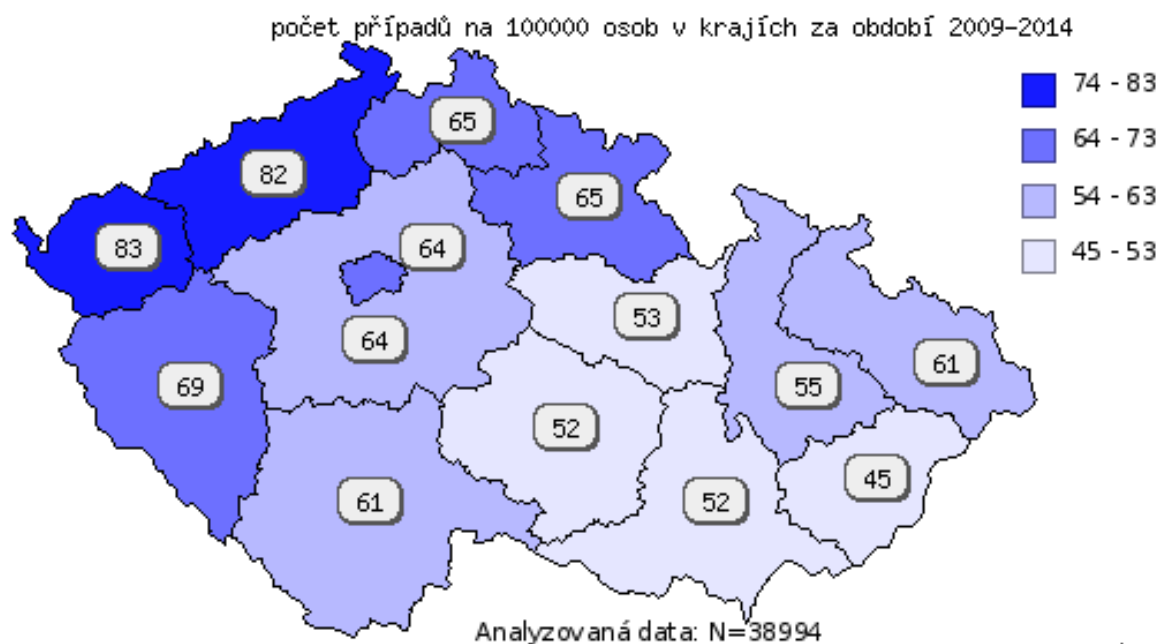 počet případů na 100000 osob v krajích za období 2009-2014
74 - 83
64 - 73
54 - 63
45 - 53
65
82
65
83
64
53
64
61
69
55
52
45
61
52
Analyzovaná data: N=38994